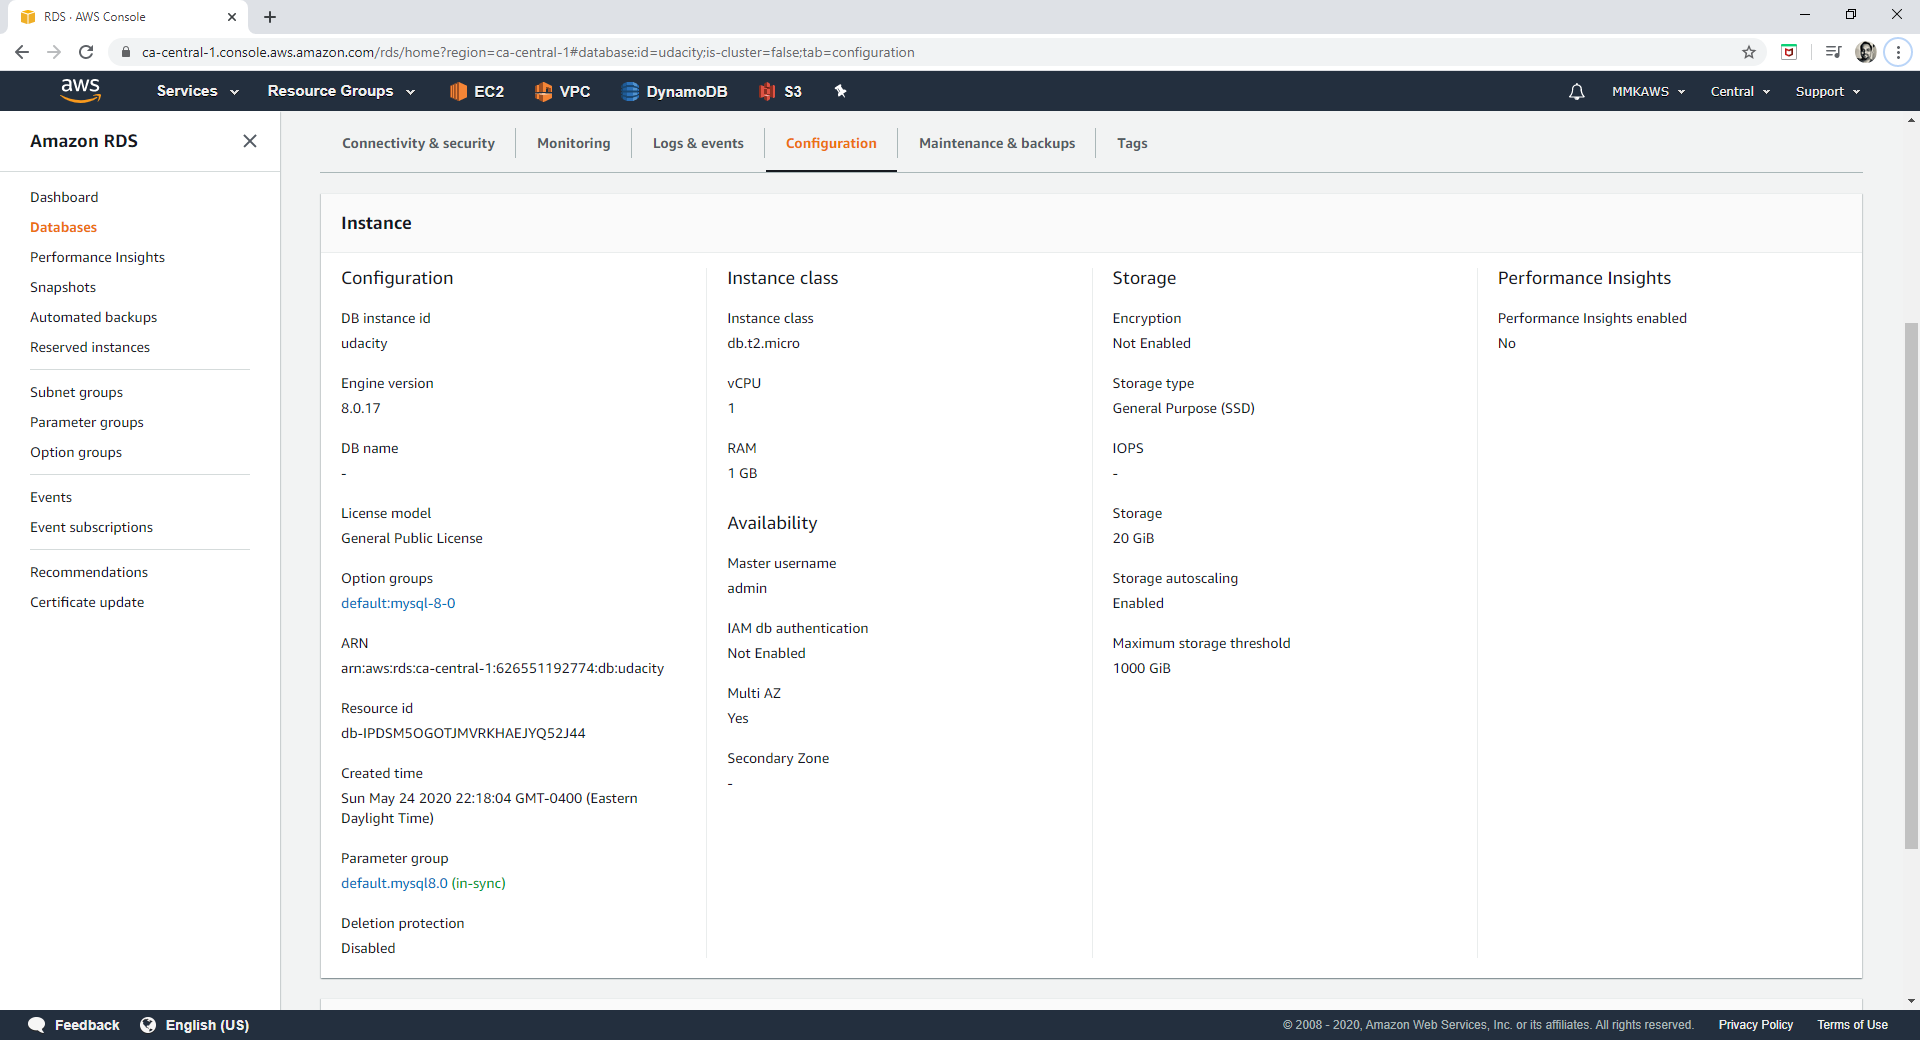 RDS · AWS Console
ca-central-1.console.aws.amazon.com/rds/home?region=ca-central-1#database:id=udacity;is-cluster=false;tab=configuration
aws
Services
Resource Groups
EC2
VPC
DynamoDB
S3
MMKAWS
Central
Support
Amazon RDS
Dashboard
Databases
Performance Insights
Snapshots
Automated backups
Reserved instances
Subnet groups
Parameter groups
Option groups
Events
Event subscriptions
Recommendations
Certificate update
Connectivity & security
Monitoring
Logs & events
Configuration
Maintenance & backups
Tags
Instance
Configuration
DB instance id
udacity
Engine version
8.0.17
DB name
-
License model
General Public License
Option groups
default:mysql-8-0
ARN
arn:aws:rds:ca-central-1:626551192774:db:udacity
Resource id
db-IPDSM5OGOTJMVRKHAEJYQ52J44
Created time
Sun May 24 2020 22:18:04 GMT-0400 (Eastern
Daylight Time)
Parameter group
default.mysql8.0 (in-sync)
Deletion protection
Disabled
Instance class
Instance class
db.t2.micro
vCPU
1
RAM
1 GB
Availability
Master username
admin
IAM db authentication
Not Enabled
Multi AZ
Yes
Secondary Zone
-
Storage
Encryption
Not Enabled
Storage type
General Purpose (SSD)
IOPS
-
Storage
20 GiB
Storage autoscaling
Enabled
Maximum storage threshold
1000 GiB
Performance Insights
Performance Insights enabled
No
Feedback
English (US)
© 2008 - 2020, Amazon Web Services, Inc. or its affiliates. All rights reserved.
Privacy Policy
Terms of Use